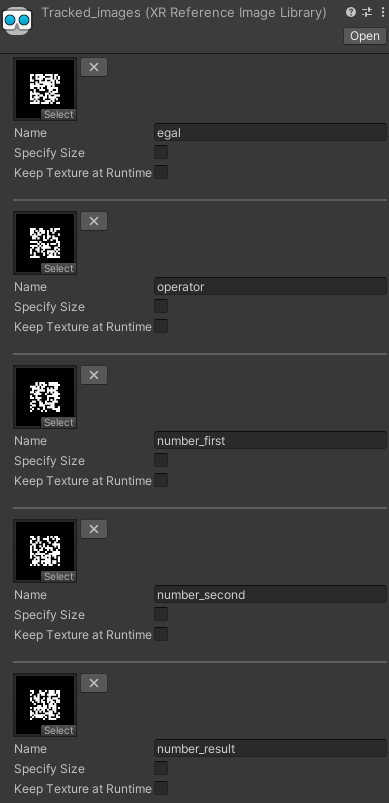 Tracked_images (XR Reference Image Library)
Open
Select
Name egal
Specify Size
Keep Texture at Runtime
Select
Name operator
Specify Size
Keep Texture at Runtime
Select
Name number_first
Specify Size
Keep Texture at Runtime
Select
Name number_second
Specify Size
Keep Texture at Runtime
Select
Name number_result
Specify Size
Keep Texture at Runtime